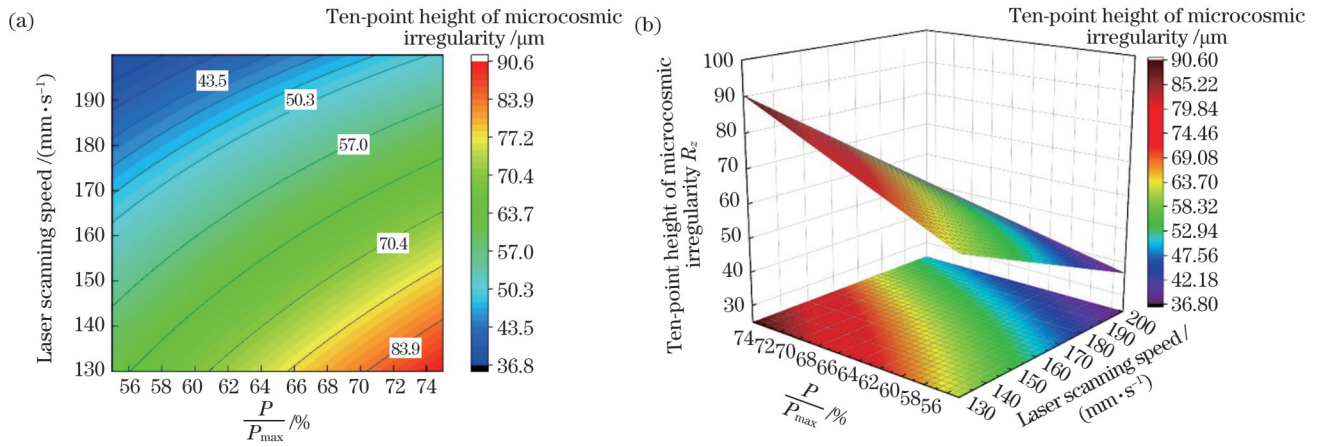 (a)
Ten-point height of microcosmic
irregularity /μm
Laser scanning speed /(mm·s⁻¹)
190
180
170
160
150
140
130
43.5
50.3
57.0
70.4
83.9
56 58 60 62 64 66 68 70 72 74
P
Pmax /%
90.6
83.9
77.2
70.4
63.7
57.0
50.3
43.5
36.8
(b)
Ten-point height of microcosmic
irregularity /μm
Ten-point height of microcosmic
irregularity Rz
100
90
80
70
60
50
40
30
74 72 70 68 66 64 62 60 58 56
P
Pmax /%
130
140
150
160
170
180
190
200
Laser scanning speed /
(mm·s⁻¹)
90.60
85.22
79.84
74.46
69.08
63.70
58.32
52.94
47.56
42.18
36.80